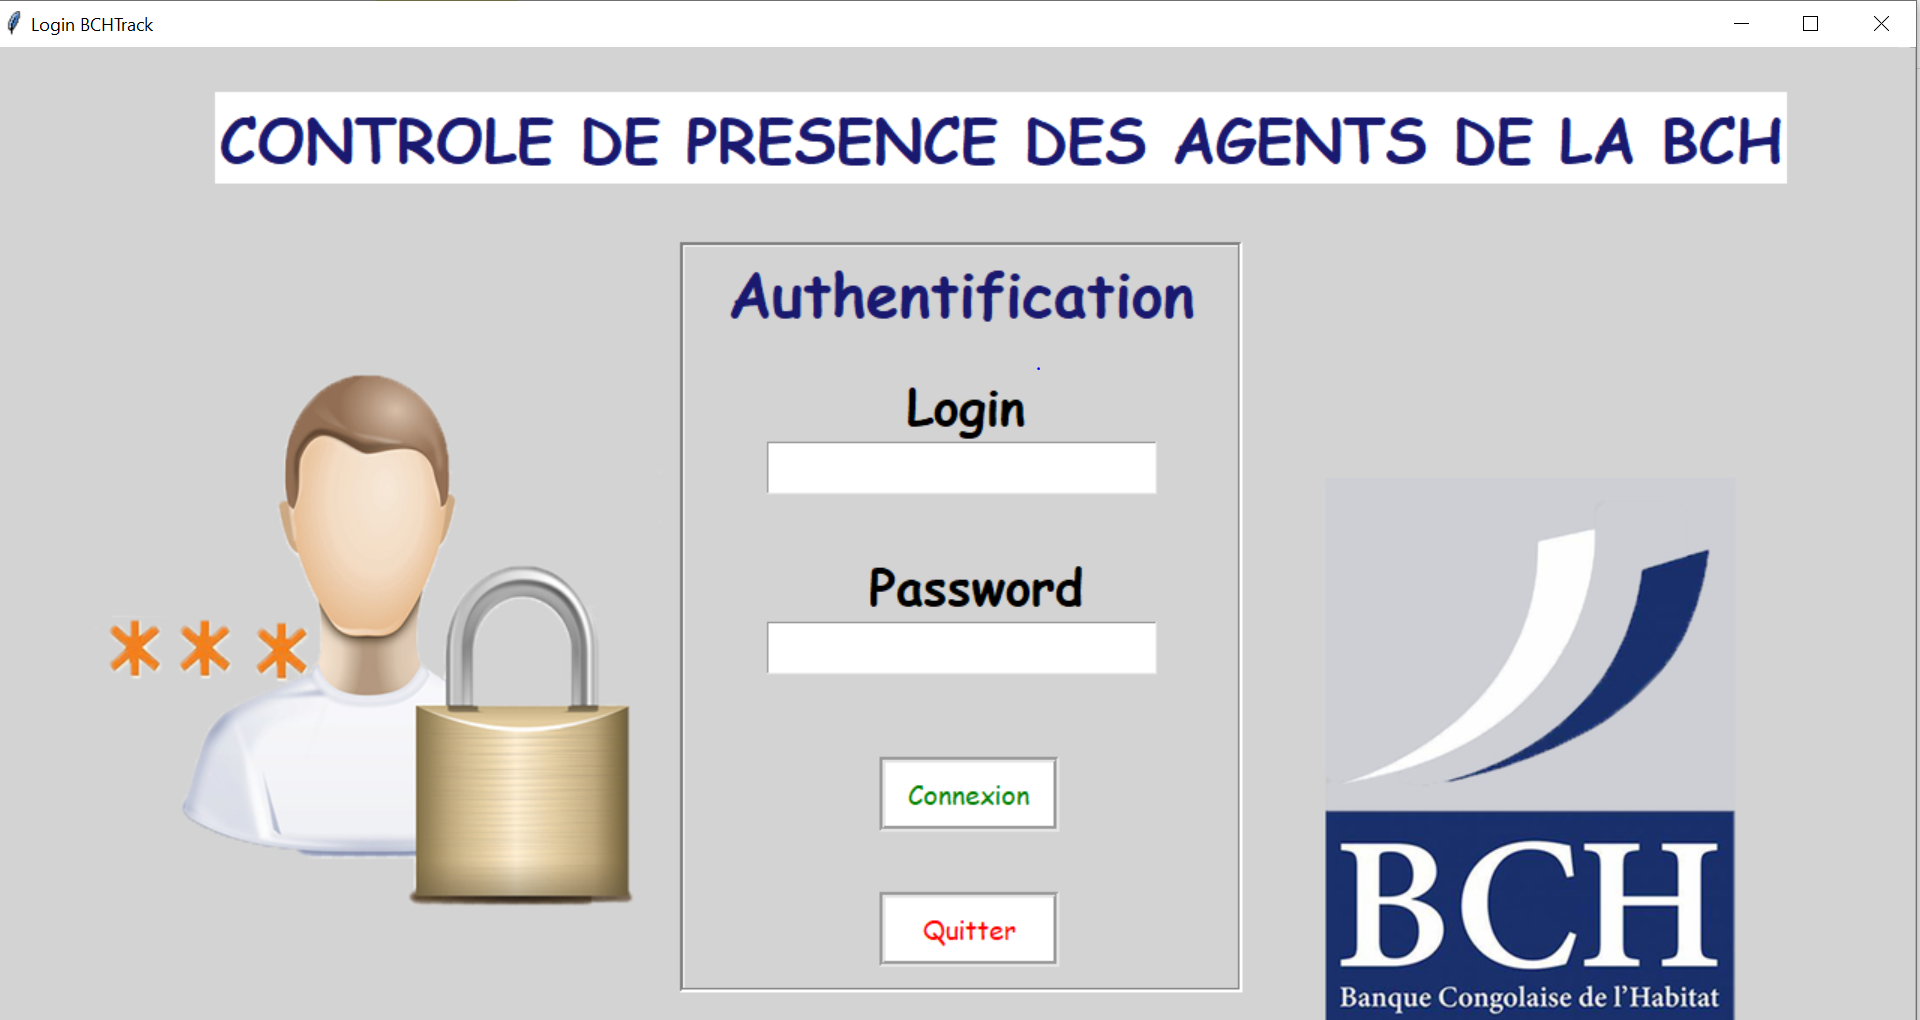 Login BCHTrack
CONTROLE DE PRESENCE DES AGENTS DE LA BCH
Authentification
Login
Password
***
Connexion
Quitter
BCH
Banque Congolaise de l'Habitat